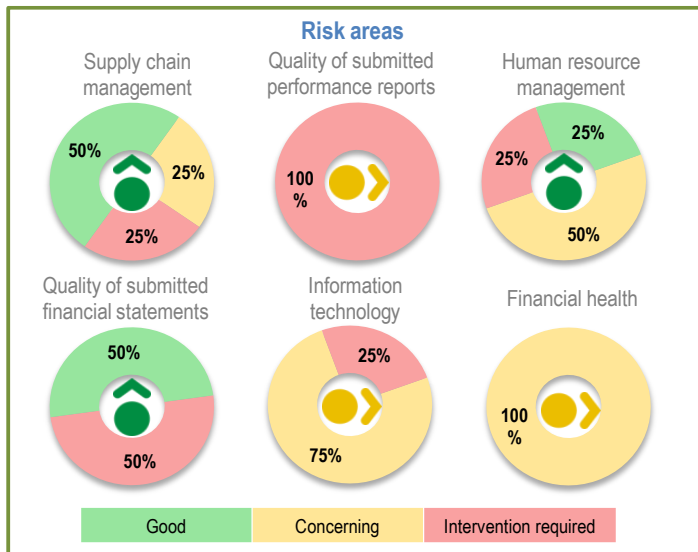 Risk areas
Supply chain
management
50%
25%
25%
Quality of submitted
performance reports
100
%
Human resource
management
25%
25%
50%
Quality of submitted
financial statements
50%
50%
Information
technology
25%
75%
Financial health
100
%
Good
Concerning
Intervention required